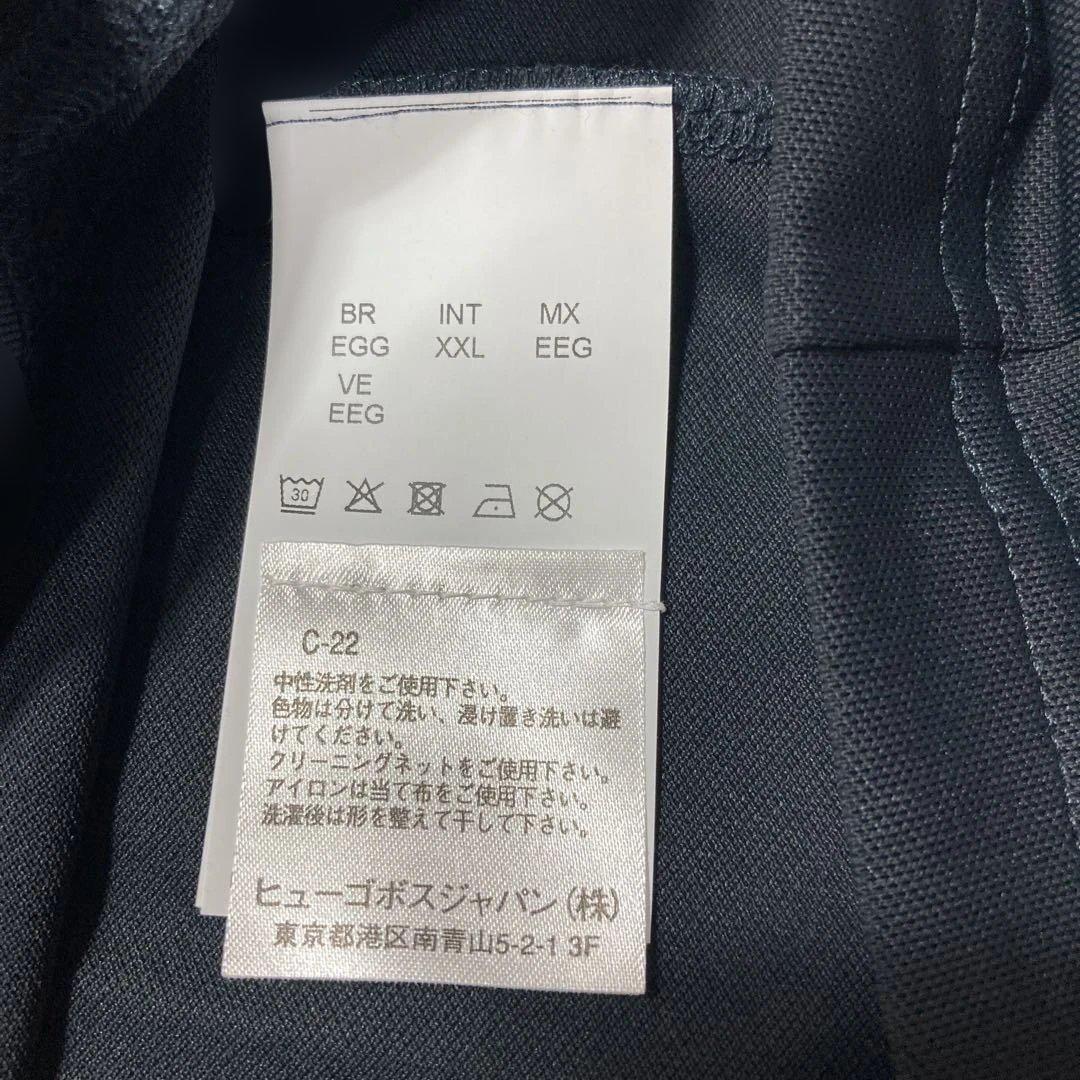 BR INT MX
EGG XXL EEG
VE
EEG
30
C-22
中性洗剤をご使用下さい。
色物は分けて洗い、浸け置き洗いは避
けてください。
クリーニングネットをご使用下さい。
アイロンは当て布をご使用下さい。
洗濯後は形を整えて干して下さい。
ヒューゴボスジャパン(株)
東京都港区南青山5-2-1 3F